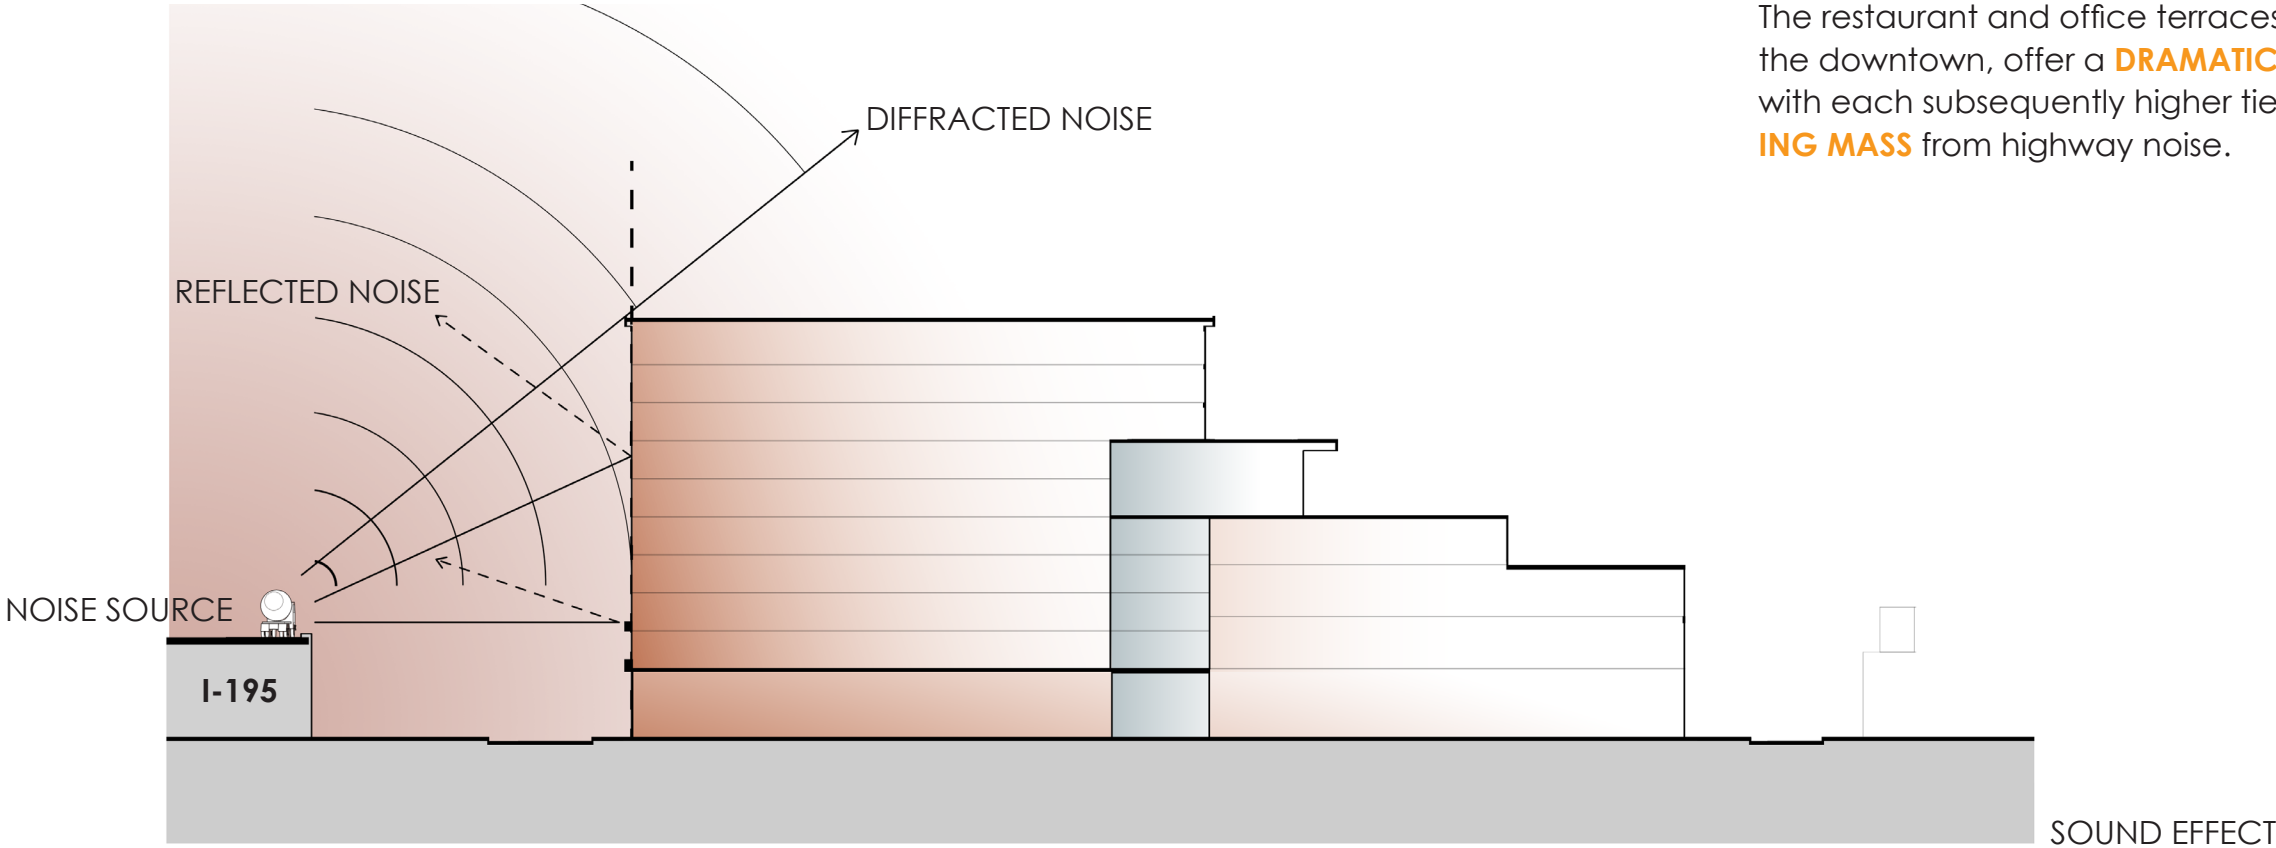 The restaurant and office terraces
the downtown, offer a DRAMATIC
with each subsequently higher tie
ING MASS from highway noise.
DIFFRACTED NOISE
REFLECTED NOISE
NOISE SOURCE
I-195
SOUND EFFECT